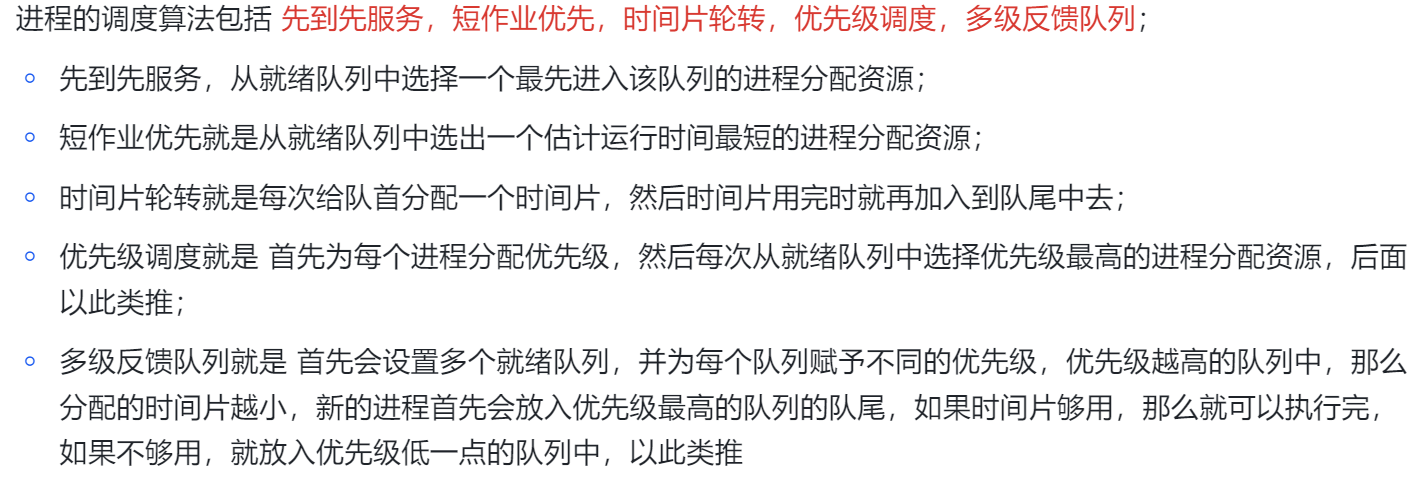 进程的调度算法包括 先到先服务，短作业优先，时间片轮转，优先级调度，多级反馈队列；
先到先服务，从就绪队列中选择一个最先进入该队列的进程分配资源；
短作业优先就是从就绪队列中选出一个估计运行时间最短的进程分配资源；
时间片轮转就是每次给队首分配一个时间片，然后时间片用完时就再加入到队尾中去；
优先级调度就是 首先为每个进程分配优先级，然后每次从就绪队列中选择优先级最高的进程分配资源，后面
以此类推；
多级反馈队列就是 首先会设置多个就绪队列，并为每个队列赋予不同的优先级，优先级越高的队列中，那么
分配的时间片越小，新的进程首先会放入优先级最高的队列的队尾，如果时间片够用，那么就可以执行完，
如果不够用，就放入优先级低一点的队列中，以此类推